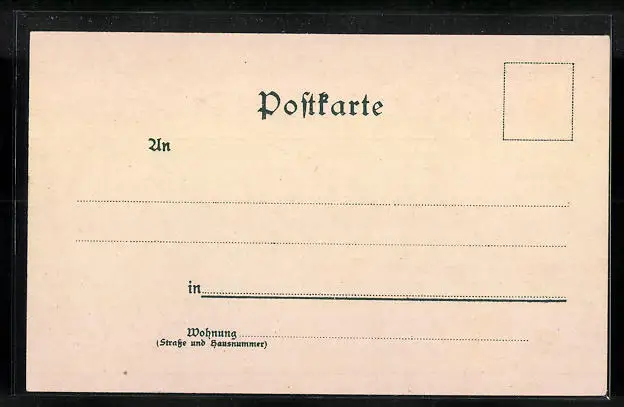 Postkarte
An
in
Wohnung
(Straße und Hausnummer)